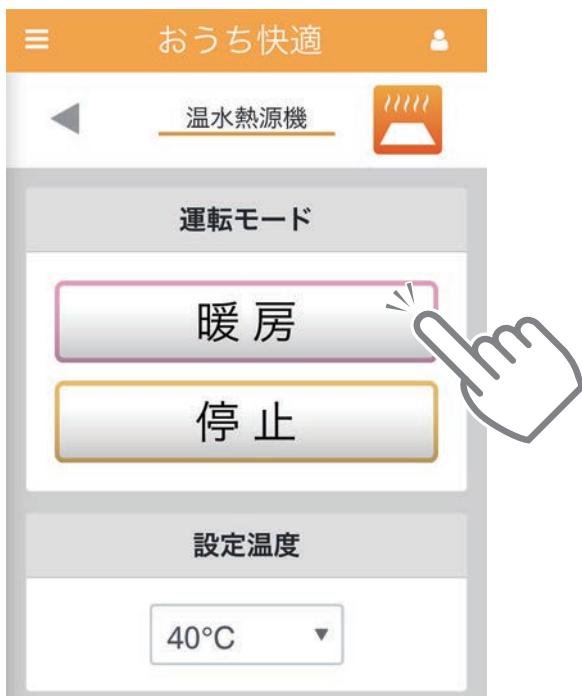 おうち快適
温水熱源機
運転モード
暖房
停止
設定温度
40°C